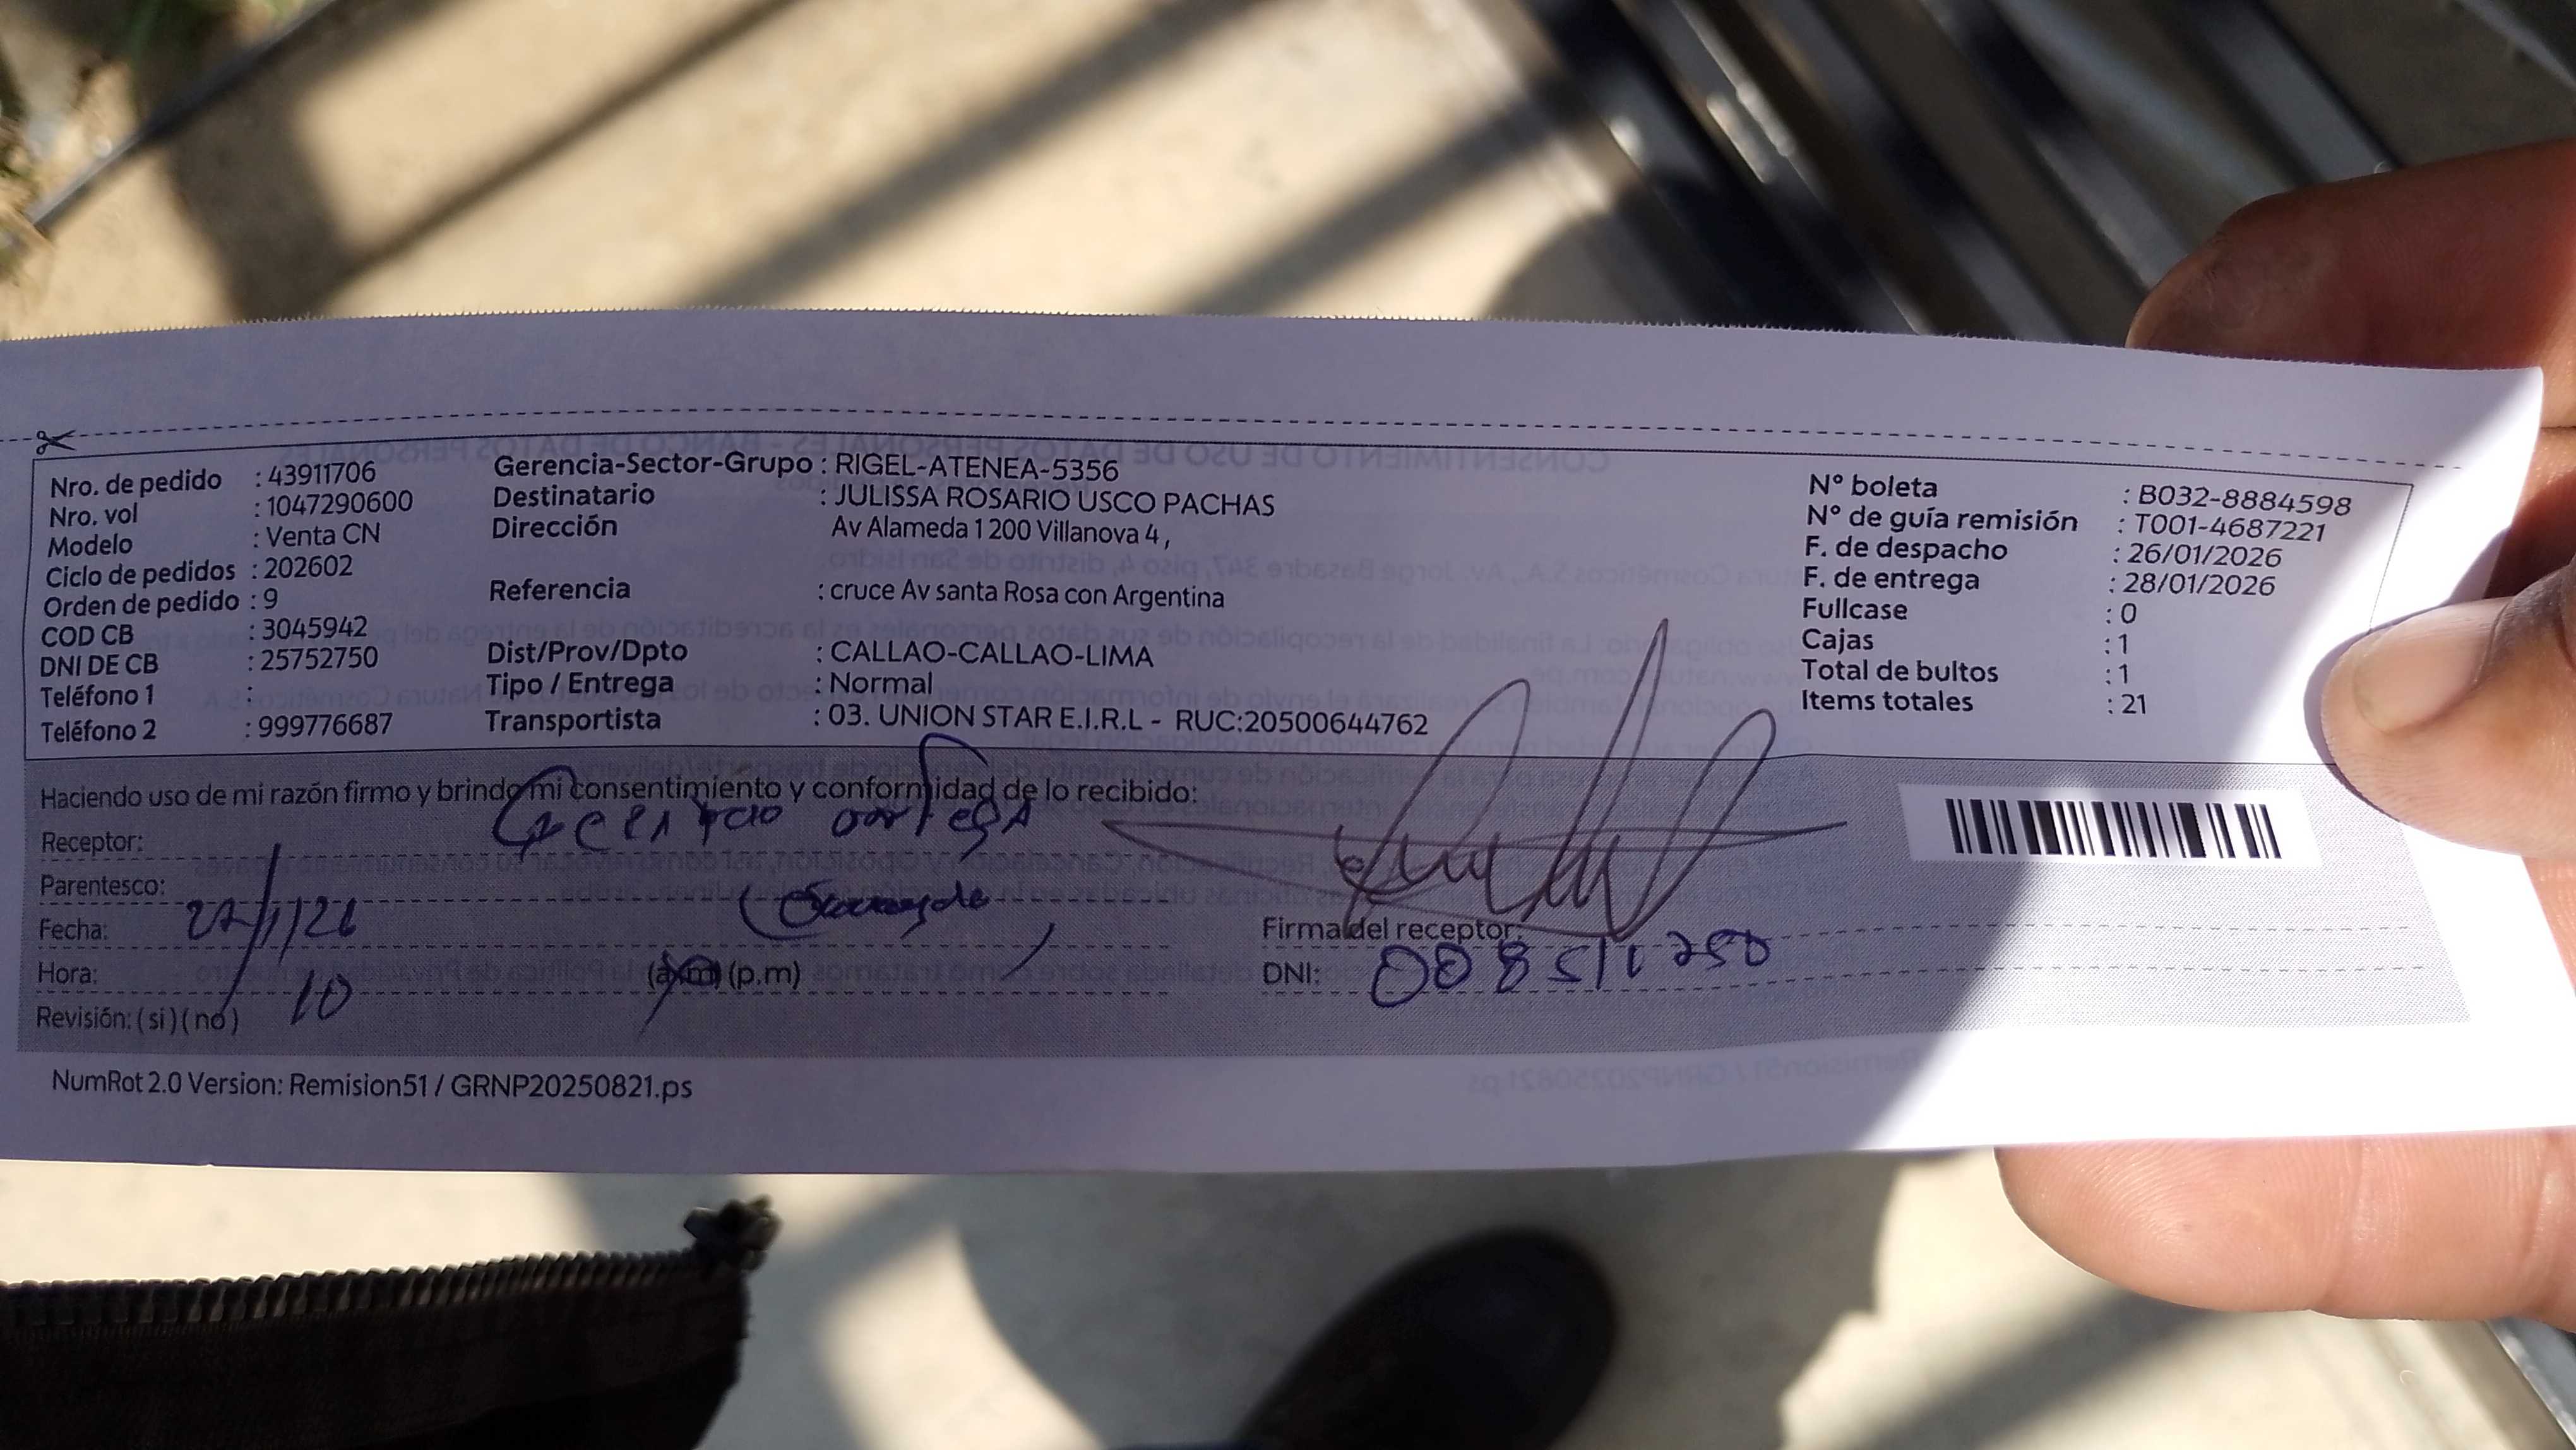 Nro. de pedido : 43911706
Nro. vol : 1047290600
Modelo : Venta CN
Ciclo de pedidos : 202602
Orden de pedido : 9
COD CB : 3045942
DNI DE CB : 25752750
Teléfono 1 :
Teléfono 2 : 999776687
Gerencia-Sector-Grupo : RIGEL-ATENEA-5356
Destinatario : JULISSA ROSARIO USCO PACHAS
Dirección Av Alameda 1 200 Villanova 4 ,
Referencia : cruce Av santa Rosa con Argentina
Dist/Prov/Dpto : CALLAO-CALLAO-LIMA
Tipo / Entrega : Normal
Transportista : 03. UNION STAR E.I.R.L - RUC:20500644762
N° boleta : B032-8884598
N° de guía remisión : T001-4687221
F. de despacho : 26/01/2026
F. de entrega : 28/01/2026
Fullcase : 0
Cajas : 1
Total de bultos : 1
Items totales : 21
Haciendo uso de mi razón firmo y brindo mi consentimiento y conformidad de lo recibido:
Receptor:
Parentesco:
Fecha: 27/1/26
Hora: 10 (a.m) (p.m)
Revisión: ( si ) ( no )
Firma del receptor:
DNI:
NumRot 2.0 Version: Remision51 / GRNP20250821.ps